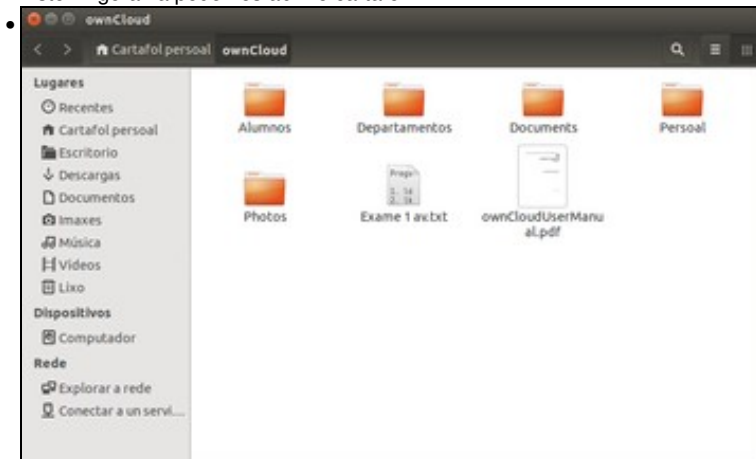 ownCloud
Cartafol persoal ownCloud
Lugares
Recentes
Cartafol persoal
Escritorio
Descargas
Documentos
Imaxes
Música
Vídeos
Lixo
Dispositivos
Computador
Rede
Explorar a rede
Conectar a un servi...
Alumnos
Departamentos
Documents
Persoal
Photos
Exame 1 av.txt
ownCloudUserManu
al.pdf